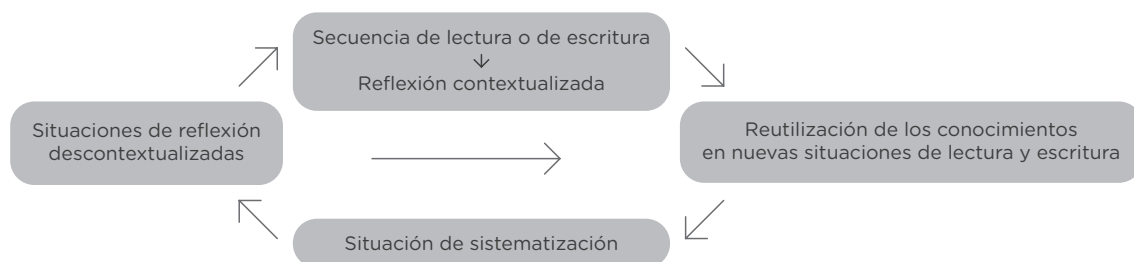 Secuencia de lectura o de escritura
Reflexión contextualizada
Situaciones de reflexión
descontextualizadas
Reutilización de los conocimientos
en nuevas situaciones de lectura y escritura
Situación de sistematización